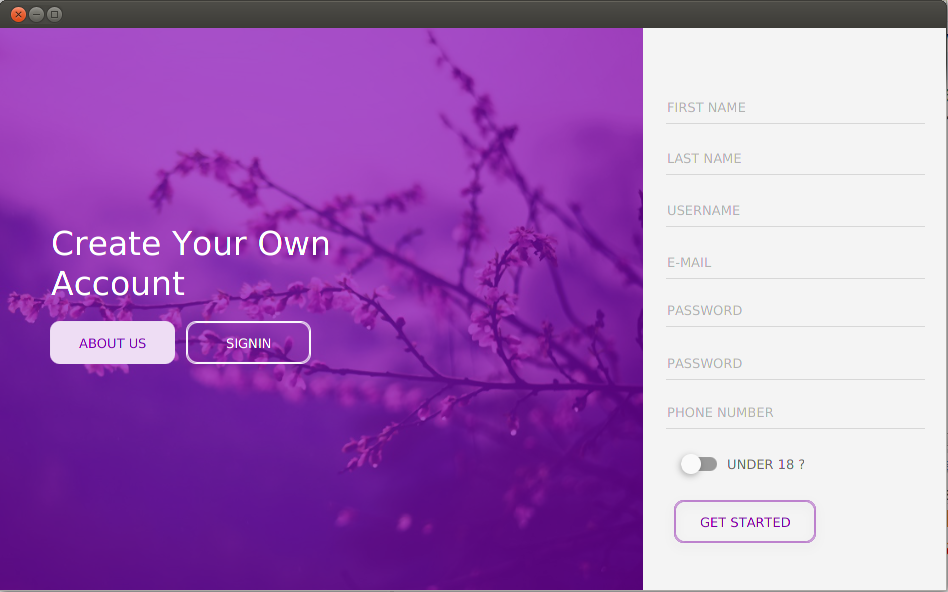 Create Your Own
Account
ABOUT US
SIGNIN
FIRST NAME
LAST NAME
USERNAME
E-MAIL
PASSWORD
PASSWORD
PHONE NUMBER
UNDER 18 ?
GET STARTED